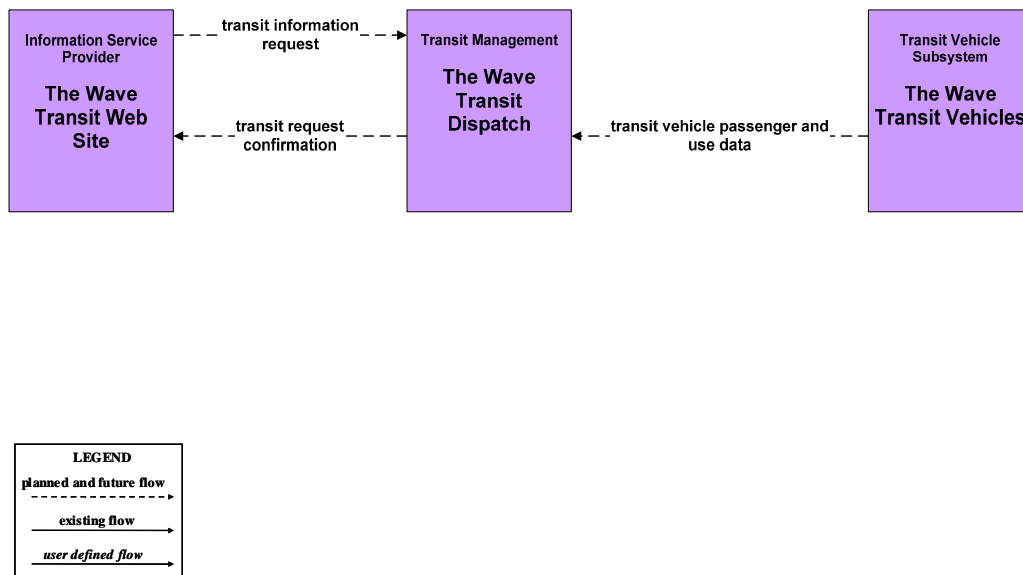 Information Service
Provider
The Wave
Transit Web
Site
transit information
request
transit request
confirmation
Transit Management
The Wave
Transit
Dispatch
transit vehicle passenger and
use data
Transit Vehicle
Subsystem
The Wave
Transit Vehicles
LEGEND
planned and future flow
existing flow
user defined flow